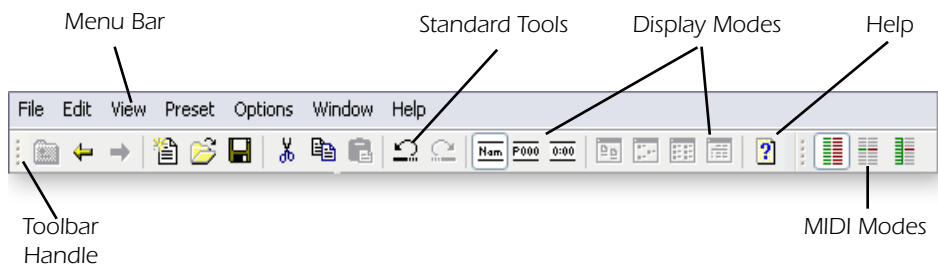 Menu Bar
Standard Tools
Display Modes
Help
File Edit View Preset Options Window Help
Nam P000 0:00 ?
Toolbar
Handle
MIDI Modes